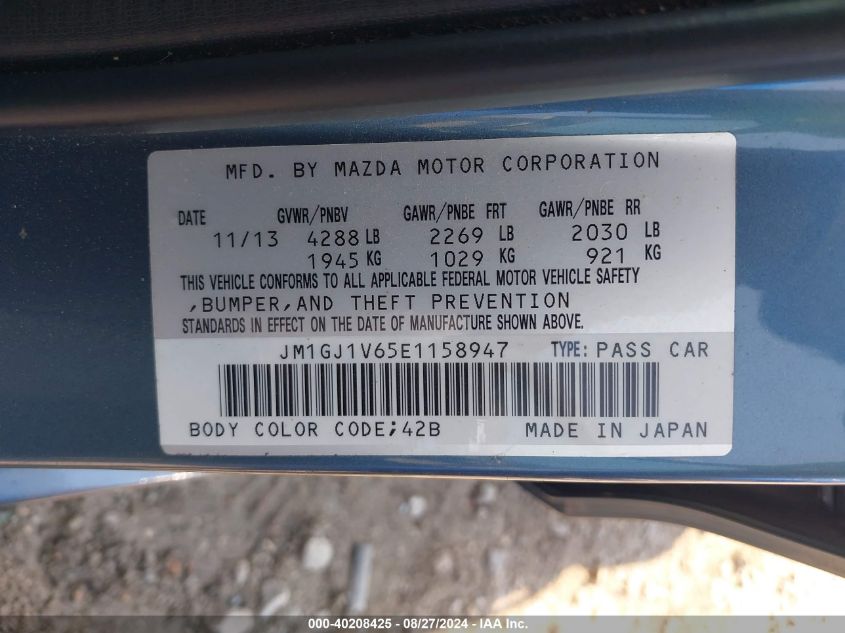 MFD. BY MAZDA MOTOR CORPORATION
DATE GVWR/PNBV GAWR/PNBE FRT GAWR/PNBE RR
11/13 4288 LB 2269 LB 2030 LB
1945 KG 1029 KG 921 KG
THIS VEHICLE CONFORMS TO ALL APPLICABLE FEDERAL MOTOR VEHICLE SAFETY
,BUMPER,AND THEFT PREVENTION
STANDARDS IN EFFECT ON THE DATE OF MANUFACTURE SHOWN ABOVE.
JM1GJ1V65E1158947 TYPE: PASS CAR
BODY COLOR CODE;42B MADE IN JAPAN
000-40208425 - 08/27/2024 - IAA Inc.